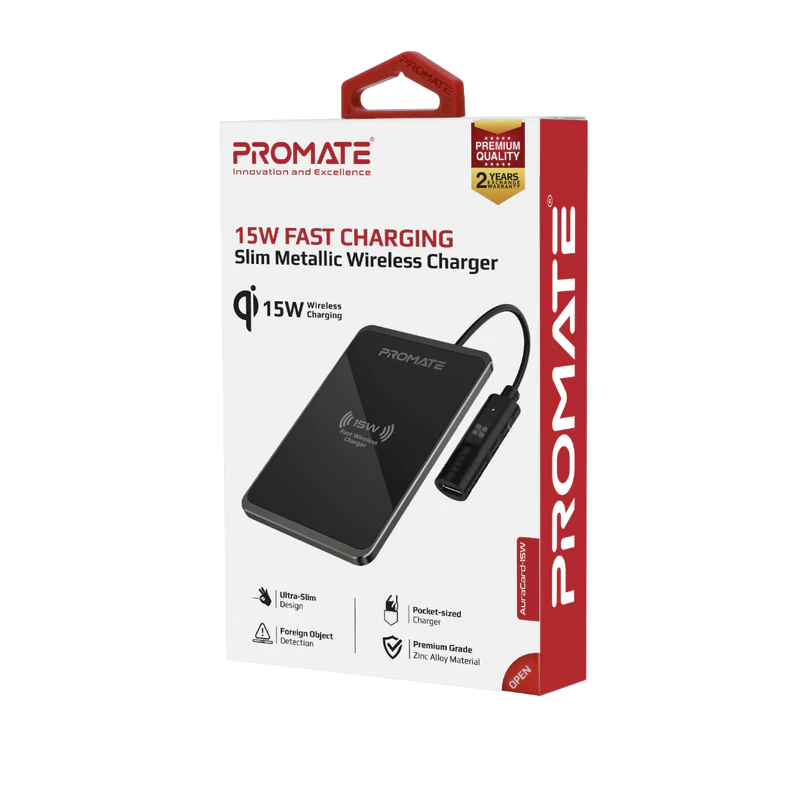 PROMATE
PROMATE®
Innovation and Excellence
PREMIUM
QUALITY
2 YEARS
EXCHANGE
WARRANTY
15W FAST CHARGING
Slim Metallic Wireless Charger
qi 15W Wireless
Charging
PROMATE
15W
Fast Wireless
Charger
Ultra-Slim
Design
Pocket-sized
Charger
Foreign Object
Detection
Premium Grade
Zinc Alloy Material
AuraCard-15W
OPEN
PROMATE®